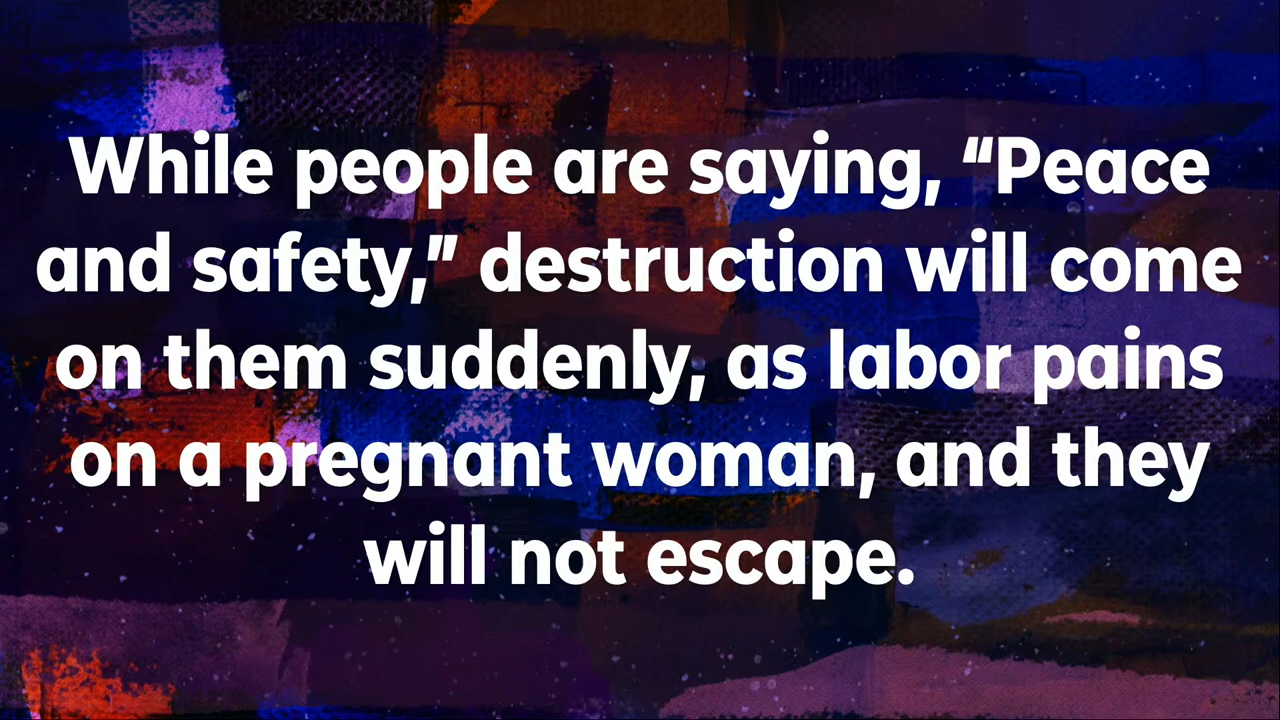 While people are saying, “Peace
and safety,” destruction will come
on them suddenly, as labor pains
on a pregnant woman, and they
will not escape.